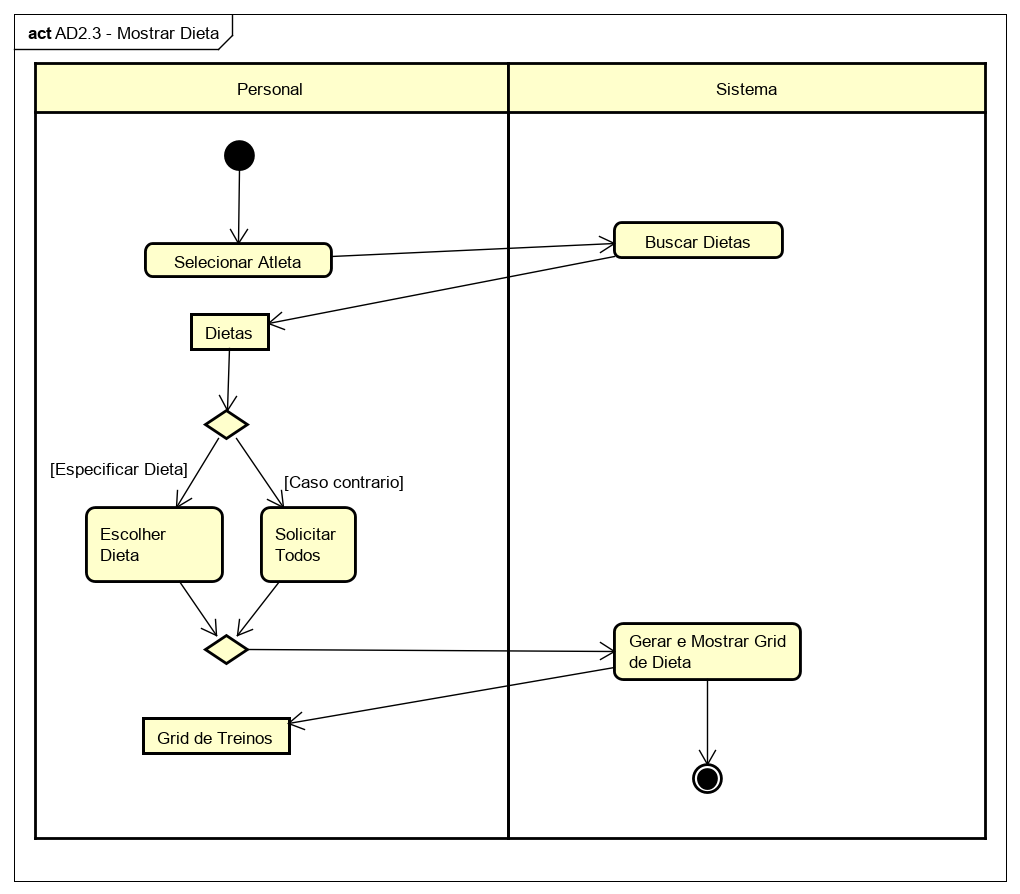 act AD2.3 - Mostrar Dieta
Personal
Sistema
Selecionar Atleta
Buscar Dietas
Dietas
[Especificar Dieta]
[Caso contrario]
Escolher
Dieta
Solicitar
Todos
Gerar e Mostrar Grid
de Dieta
Grid de Treinos